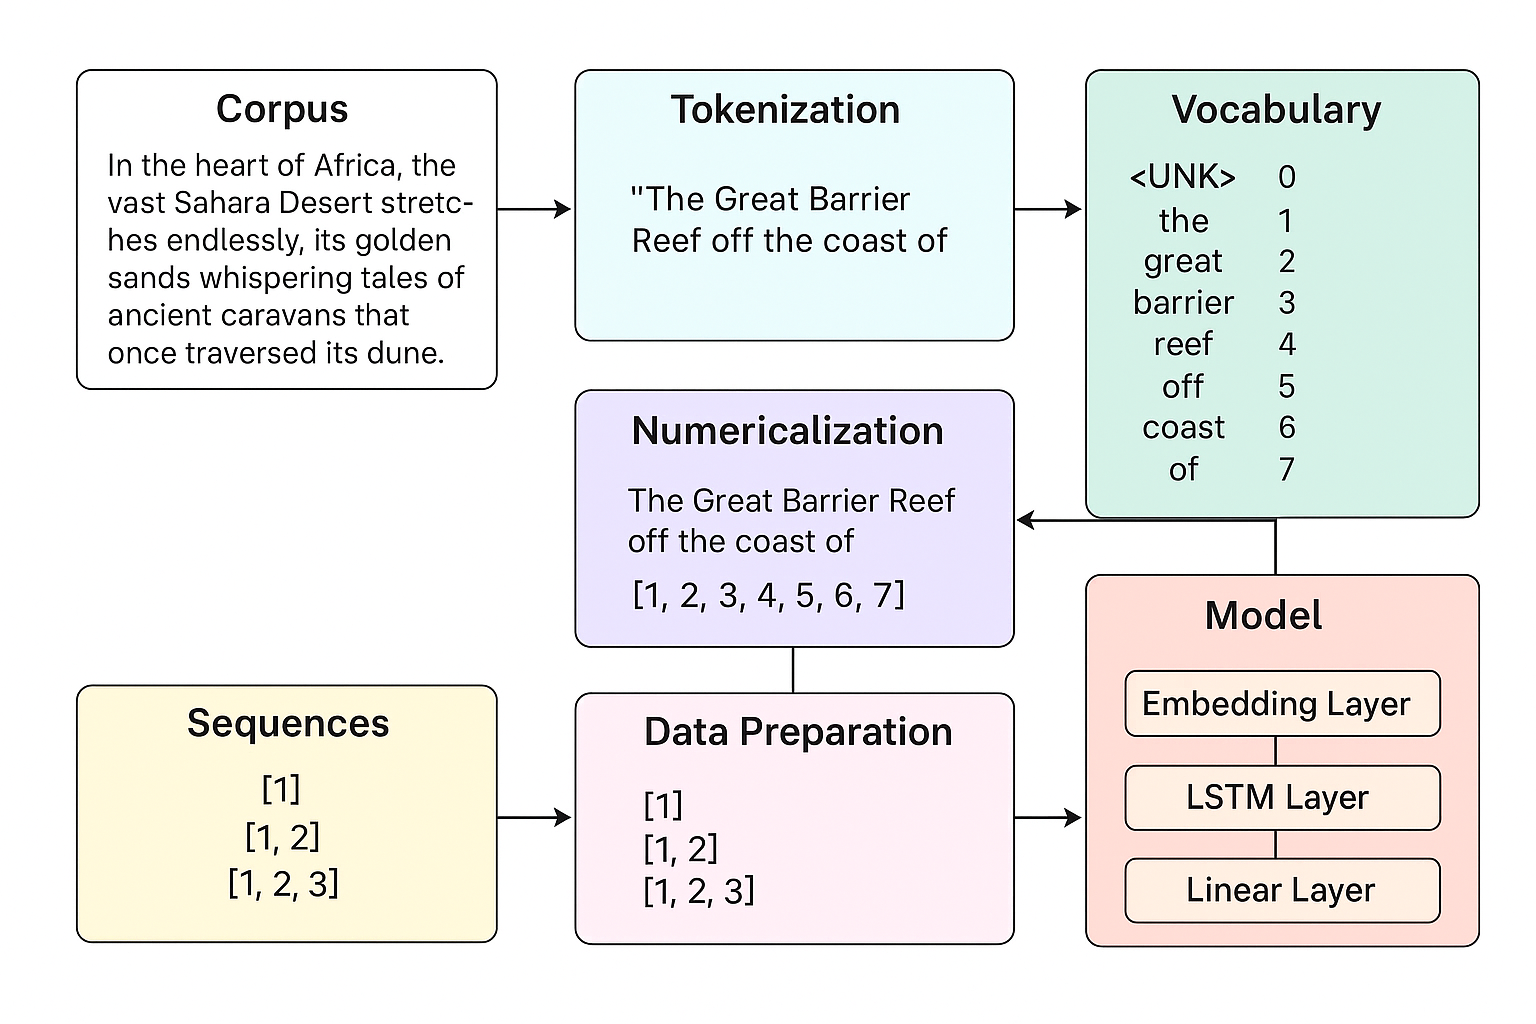 Corpus
In the heart of Africa, the
vast Sahara Desert stretc-
hes endlessly, its golden
sands whispering tales of
ancient caravans that
once traversed its dune.
Tokenization
"The Great Barrier
Reef off the coast of
Vocabulary
<UNK> 0
the 1
great 2
barrier 3
reef 4
off 5
coast 6
of 7
Numericalization
The Great Barrier Reef
off the coast of
[1, 2, 3, 4, 5, 6, 7]
Sequences
[1]
[1, 2]
[1, 2, 3]
Data Preparation
[1]
[1, 2]
[1, 2, 3]
Model
Embedding Layer
LSTM Layer
Linear Layer